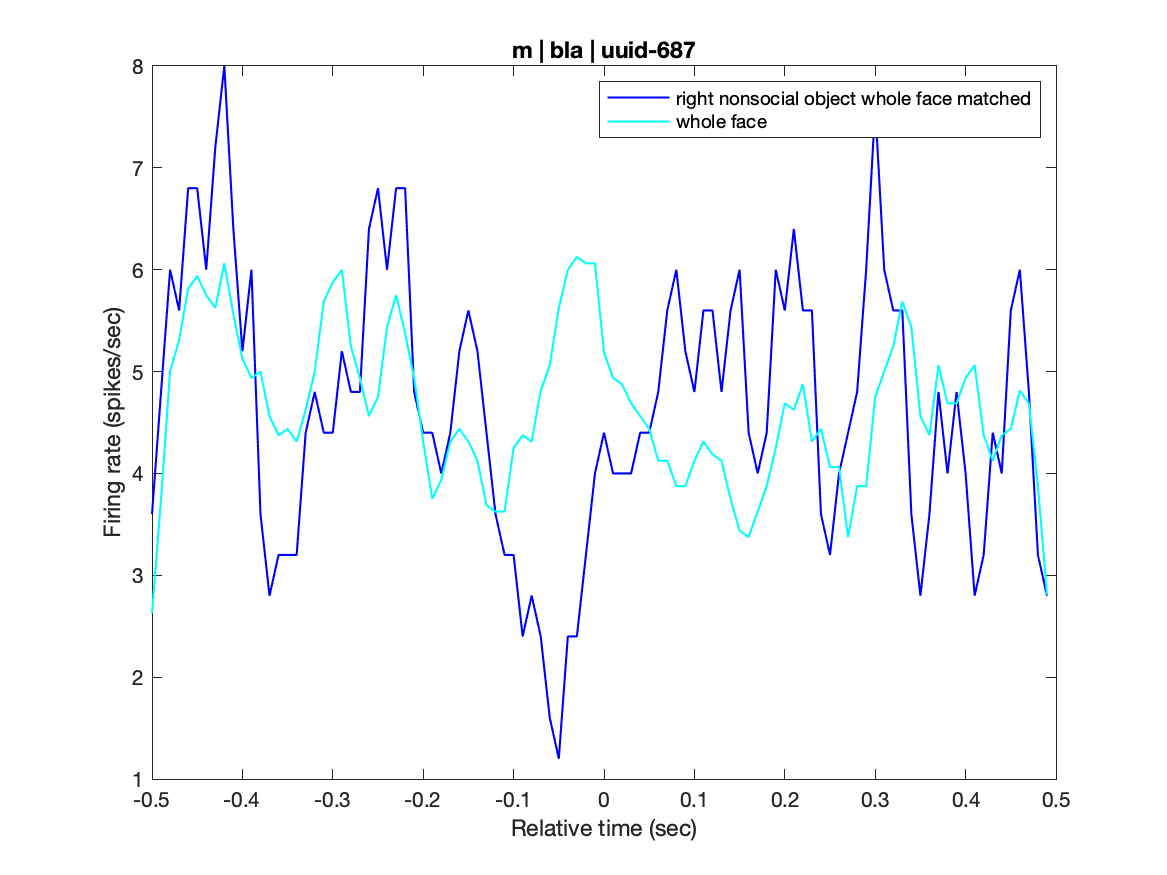 m | bla | uuid-687
right nonsocial object whole face matched
whole face
Firing rate (spikes/sec)
8
7
6
5
4
3
2
1
-0.5 -0.4 -0.3 -0.2 -0.1 0 0.1 0.2 0.3 0.4 0.5
Relative time (sec)